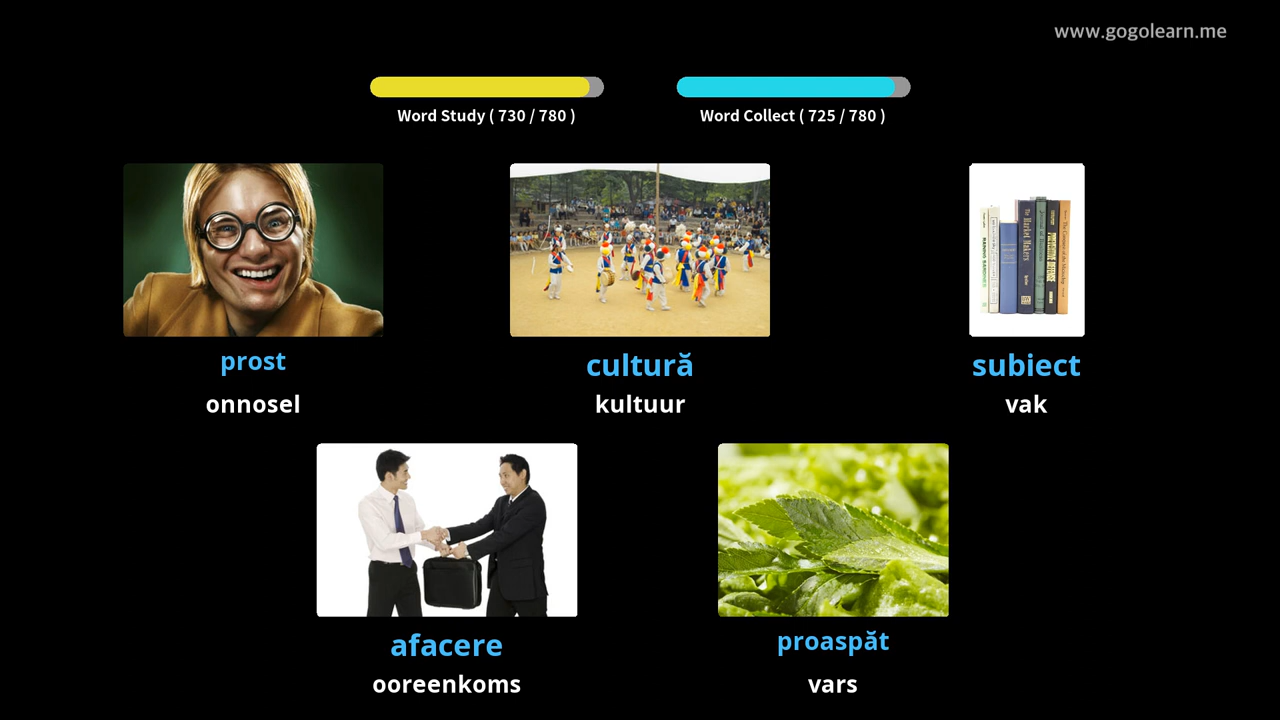 www.gogolearn.me
Word Study ( 730 / 780 )
Word Collect ( 725 / 780 )
prost
onnosel
cultură
kultuur
subiect
vak
afacere
ooreenkoms
proaspăt
vars